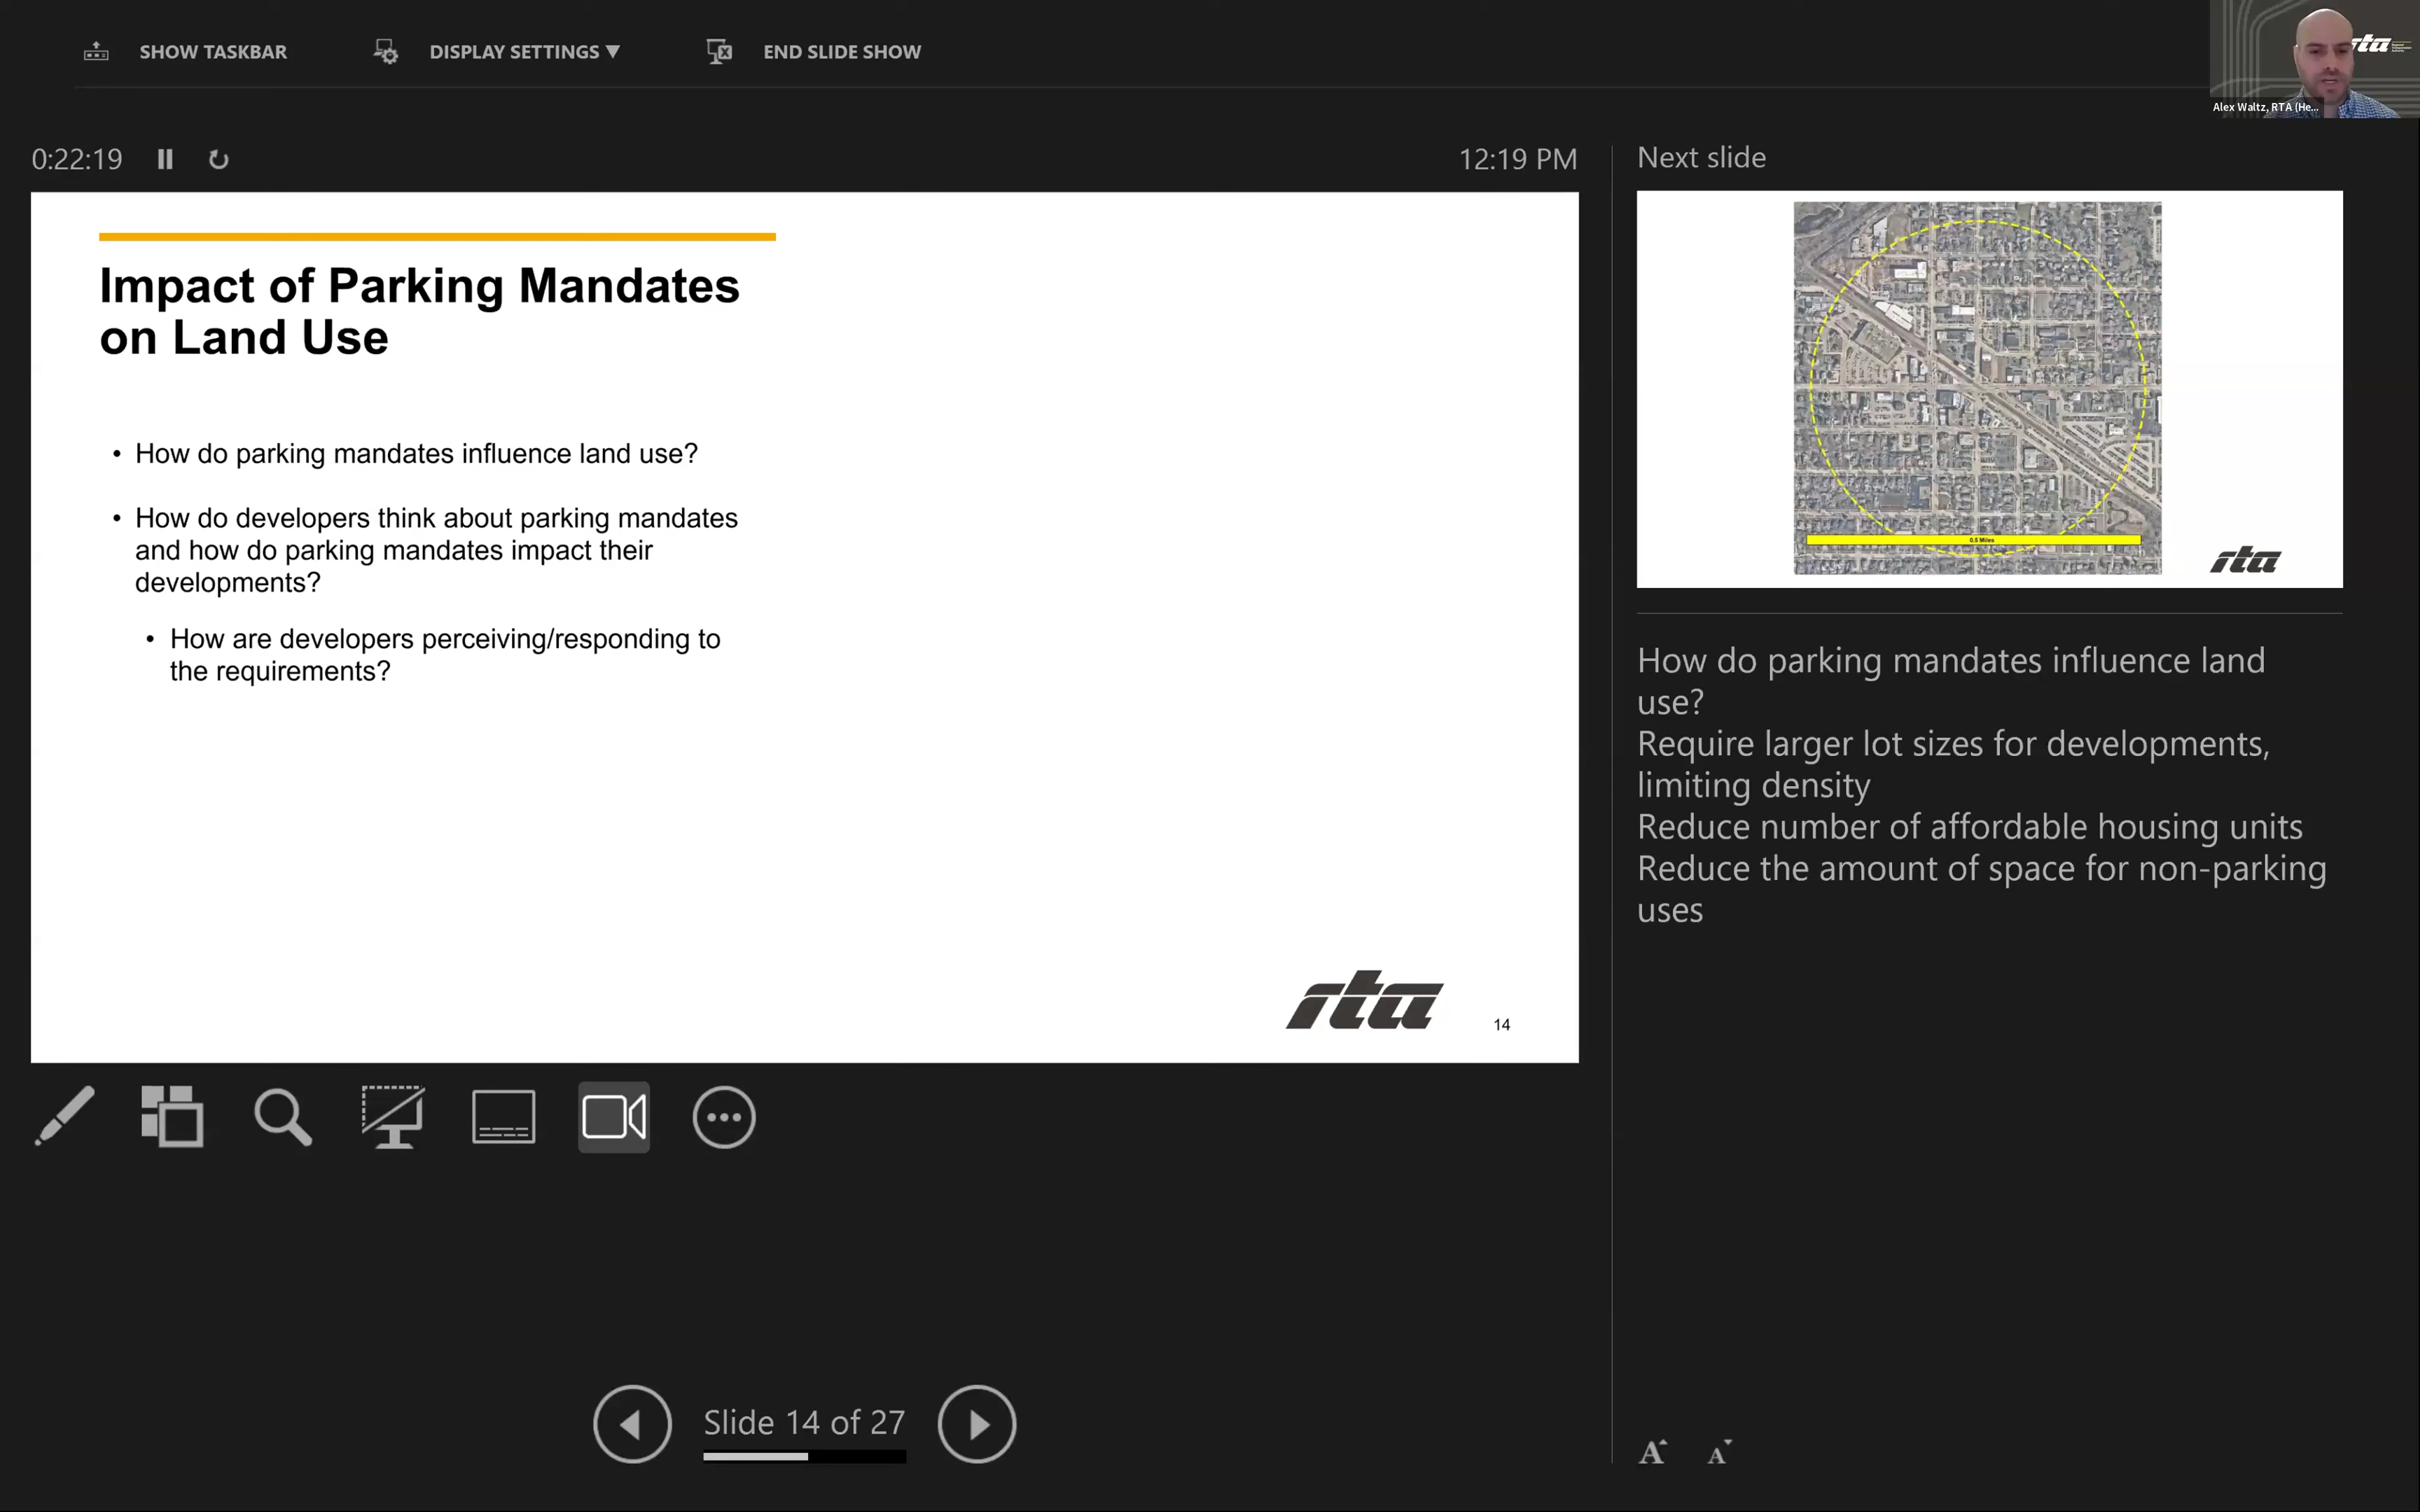 SHOW TASKBAR
DISPLAY SETTINGS ▼
END SLIDE SHOW
rta
Alex Waltz, RTA (He...
0:22:19
12:19 PM
Impact of Parking Mandates
on Land Use
• How do parking mandates influence land use?
• How do developers think about parking mandates
and how do parking mandates impact their
developments?
• How are developers perceiving/responding to
the requirements?
rta
14
Slide 14 of 27
Next slide
0.5 Miles
rta
How do parking mandates influence land
use?
Require larger lot sizes for developments,
limiting density
Reduce number of affordable housing units
Reduce the amount of space for non-parking
uses
A A